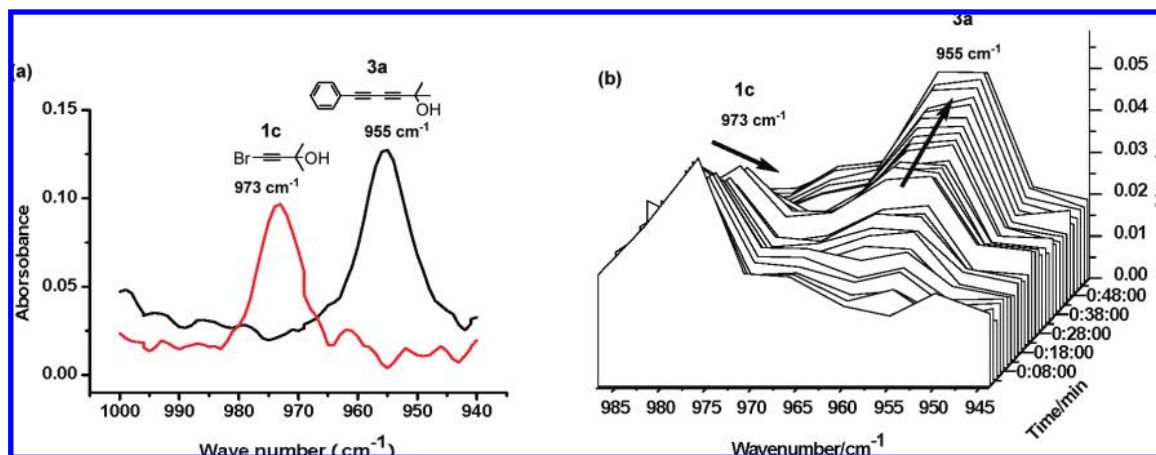 (a)
3a
OH
1c
955 cm-1
Br
OH
973 cm-1
0.15
0.10
0.05
0.00
Aborsobance
1000
990
980
970
960
950
940
Wave number (cm-1)
(b)
3a
955 cm-1
1c
973 cm-1
0.05
0.04
0.03
0.02
0.01
0.00
0:48:00
0:38:00
0:28:00
0:18:00
0:08:00
Time/min
985
980
975
970
965
960
955
950
945
Wavenumber/cm-1